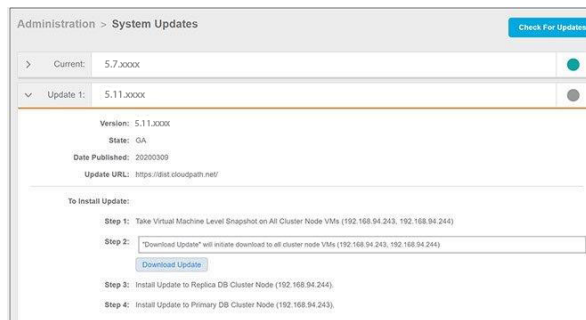 Administration > System Updates
Check For Updates
Current: 5.7.xxxx
Update 1: 5.11.xxxx
Version: 5.11.xxxx
State: GA
Date Published: 20200309
Update URL: https://dist.cloudpath.net/
To Install Update:
Step 1: Take Virtual Machine Level Snapshot on All Cluster Node VMs (192.168.94.243, 192.168.94.244)
Step 2: "Download Update" will initiate download to all cluster node VMs (192.168.94.243, 192.168.94.244)
Download Update
Step 3: Install Update to Replica DB Cluster Node (192.168.94.244).
Step 4: Install Update to Primary DB Cluster Node (192.168.94.243).